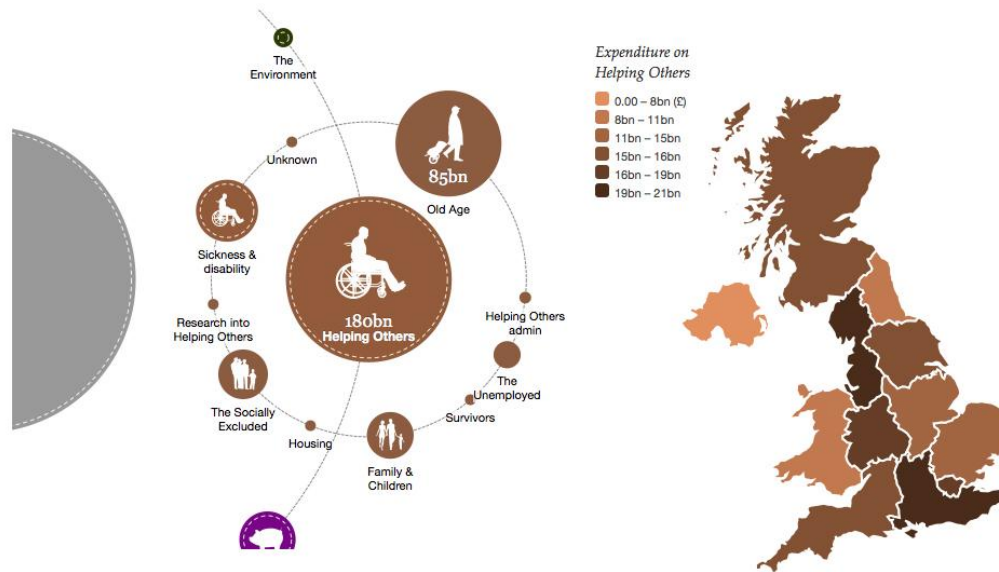 The
Environment
Unknown
85bn
Old Age
Sickness &
disability
180bn
Helping Others
Research into
Helping Others
Helping Others
admin
The Socially
Excluded
The
Unemployed
Survivors
Housing
Family &
Children
Expenditure on
Helping Others
0.00 – 8bn (£)
8bn – 11bn
11bn – 15bn
15bn – 16bn
16bn – 19bn
19bn – 21bn